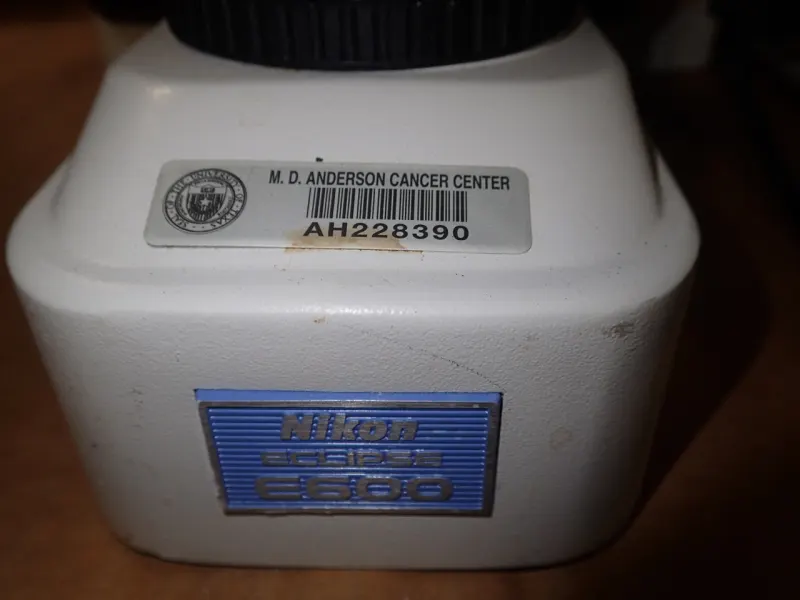 M. D. ANDERSON CANCER CENTER
AH228390
Nikon
ECLIPSE
E600